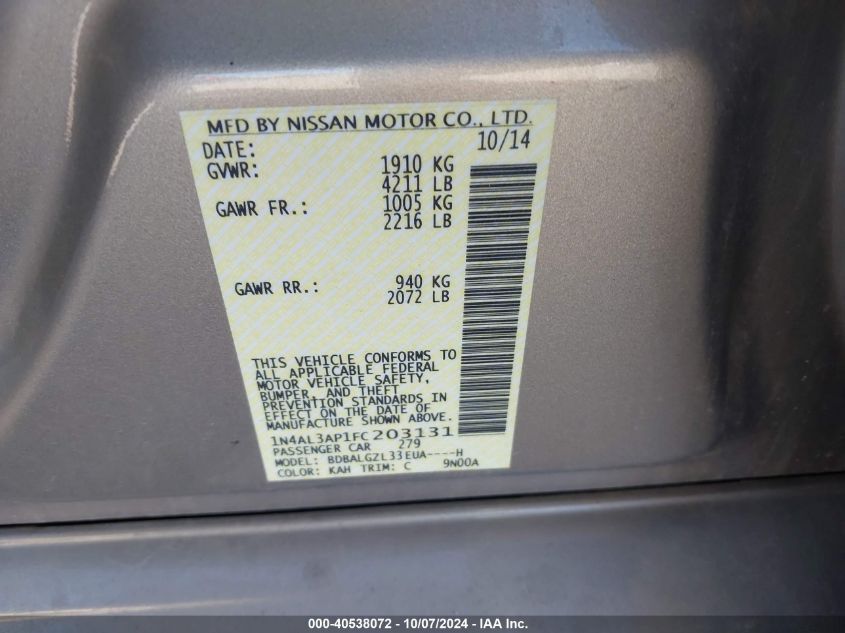 MFD BY NISSAN MOTOR CO., LTD.
DATE: 10/14
GVWR: 1910 KG
4211 LB
GAWR FR.: 1005 KG
2216 LB
GAWR RR.: 940 KG
2072 LB
THIS VEHICLE CONFORMS TO
ALL APPLICABLE FEDERAL
MOTOR VEHICLE SAFETY,
BUMPER, AND THEFT
PREVENTION STANDARDS IN
EFFECT ON THE DATE OF
MANUFACTURE SHOWN ABOVE.
1N4AL3AP1FC203131
PASSENGER CAR 279
MODEL: BDBALGZL33EUA----H
COLOR: KAH TRIM: C 9N00A
000-40538072 - 10/07/2024 - IAA Inc.